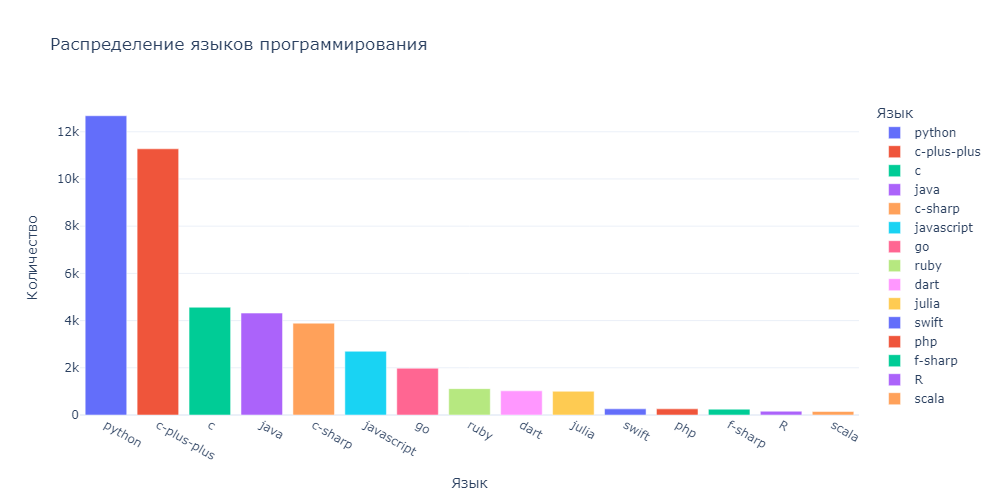 Распределение языков программирования
Количество
12k
10k
8k
6k
4k
2k
0
python
c-plus-plus
c
java
c-sharp
javascript
go
ruby
dart
julia
swift
php
f-sharp
R
scala
Язык
Язык
python
c-plus-plus
c
java
c-sharp
javascript
go
ruby
dart
julia
swift
php
f-sharp
R
scala